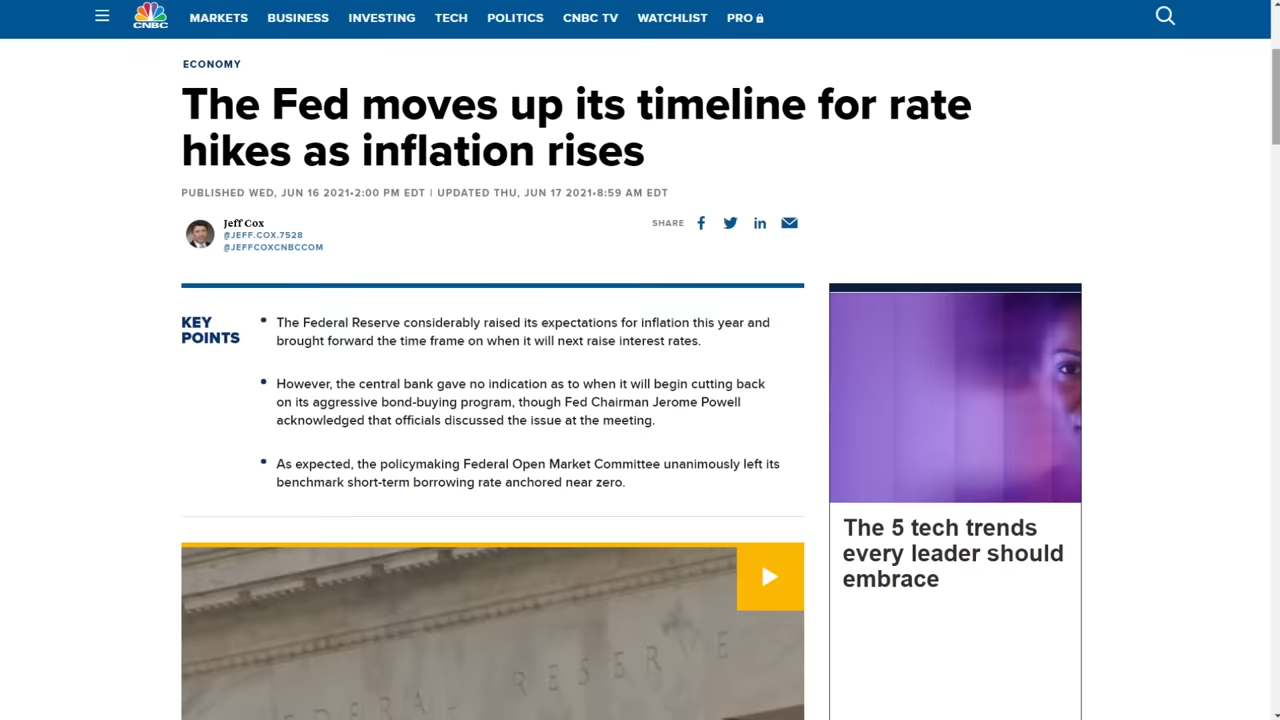 CNBC
MARKETS
BUSINESS
INVESTING
TECH
POLITICS
CNBC TV
WATCHLIST
PRO
ECONOMY
The Fed moves up its timeline for rate
hikes as inflation rises
PUBLISHED WED, JUN 16 2021•2:00 PM EDT | UPDATED THU, JUN 17 2021•8:59 AM EDT
Jeff Cox
@JEFF.COX.7528
@JEFFCOXCNBCCOM
SHARE
KEY
POINTS
• The Federal Reserve considerably raised its expectations for inflation this year and
brought forward the time frame on when it will next raise interest rates.
• However, the central bank gave no indication as to when it will begin cutting back
on its aggressive bond-buying program, though Fed Chairman Jerome Powell
acknowledged that officials discussed the issue at the meeting.
• As expected, the policymaking Federal Open Market Committee unanimously left its
benchmark short-term borrowing rate anchored near zero.
FEDERAL RESERVE
The 5 tech trends
every leader should
embrace